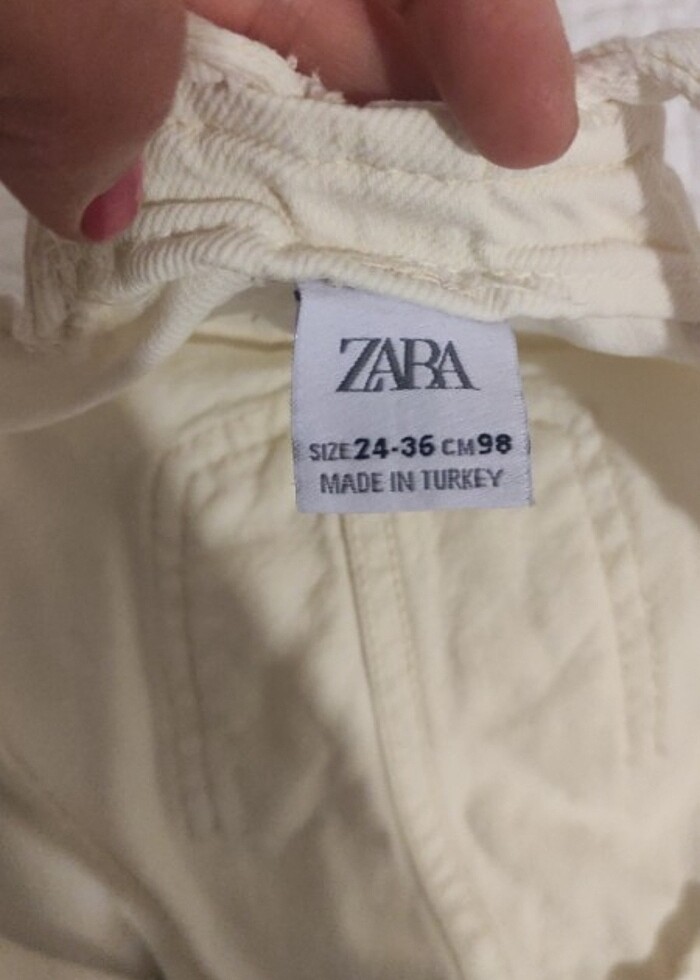 ZARA
SIZE 24-36 CM 98
MADE IN TURKEY